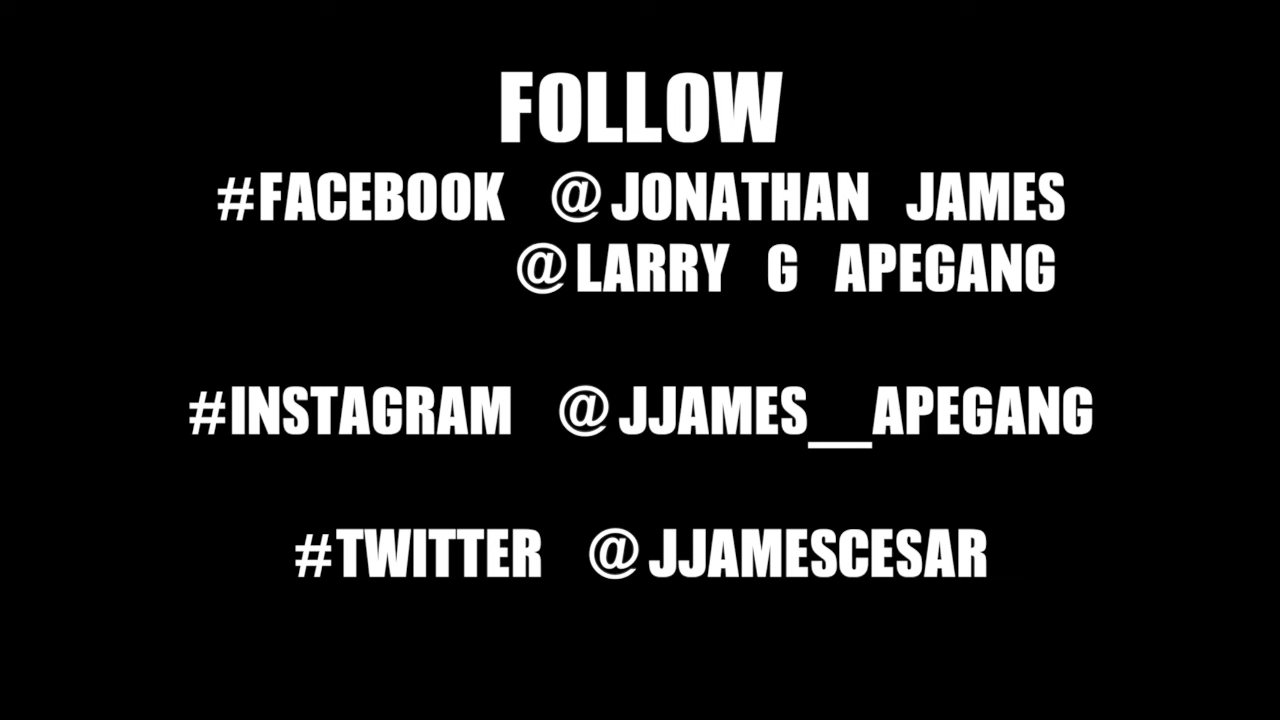 FOLLOW
#FACEBOOK @JONATHAN JAMES
@LARRY G APEGANG
#INSTAGRAM @JJAMES__APEGANG
#TWITTER @JJAMESCESAR